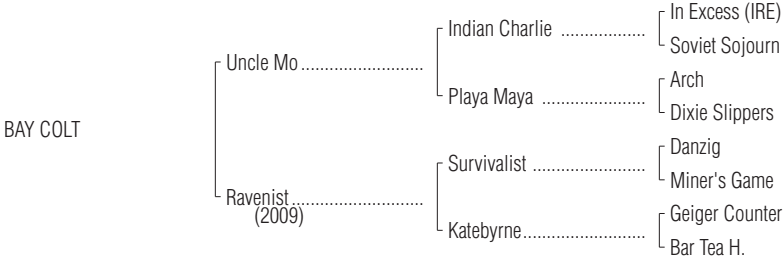 In Excess (IRE)
Indian Charlie ...................
Soviet Sojourn
Uncle Mo ..........................
Arch
Playa Maya ......................
Dixie Slippers
BAY COLT
Danzig
Survivalist ........................
Miner's Game
Ravenist ............................
(2009)
Geiger Counter
Katebyrne ..........................
Bar Tea H.